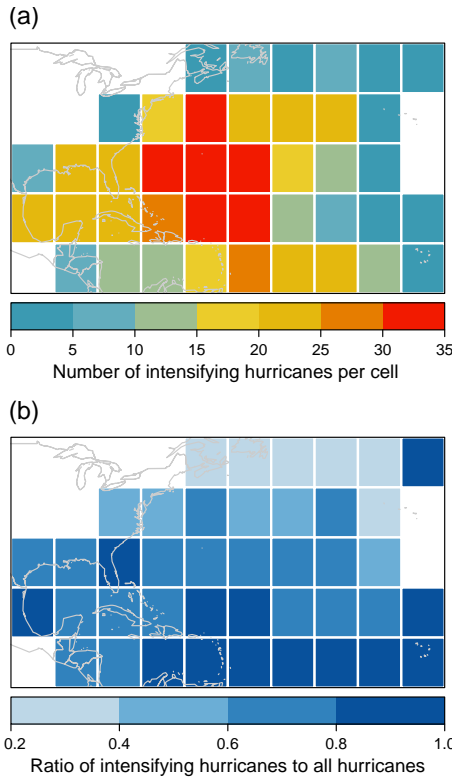 (a)
0 5 10 15 20 25 30 35
Number of intensifying hurricanes per cell
(b)
0.2 0.4 0.6 0.8 1.0
Ratio of intensifying hurricanes to all hurricanes